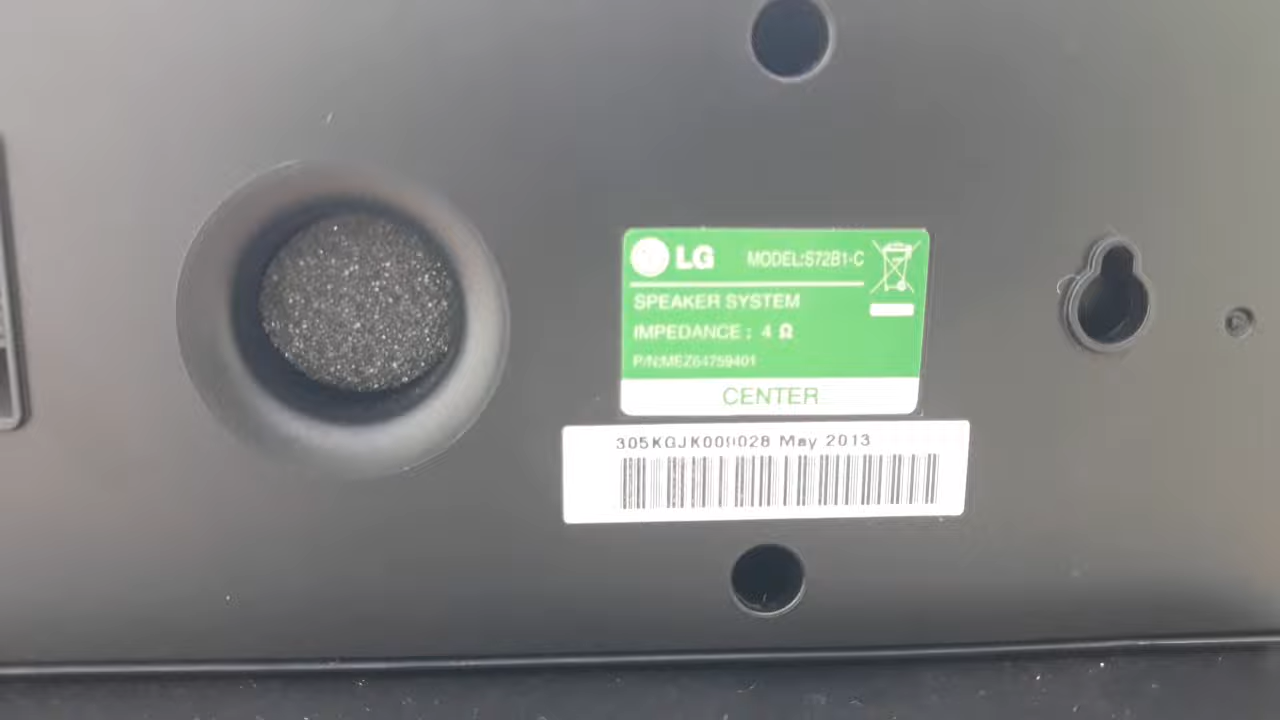 LG MODEL:S72B1-C
SPEAKER SYSTEM
IMPEDANCE : 4 Ω
P/N:MEZ64759401
CENTER
305KGJK000028 May 2013